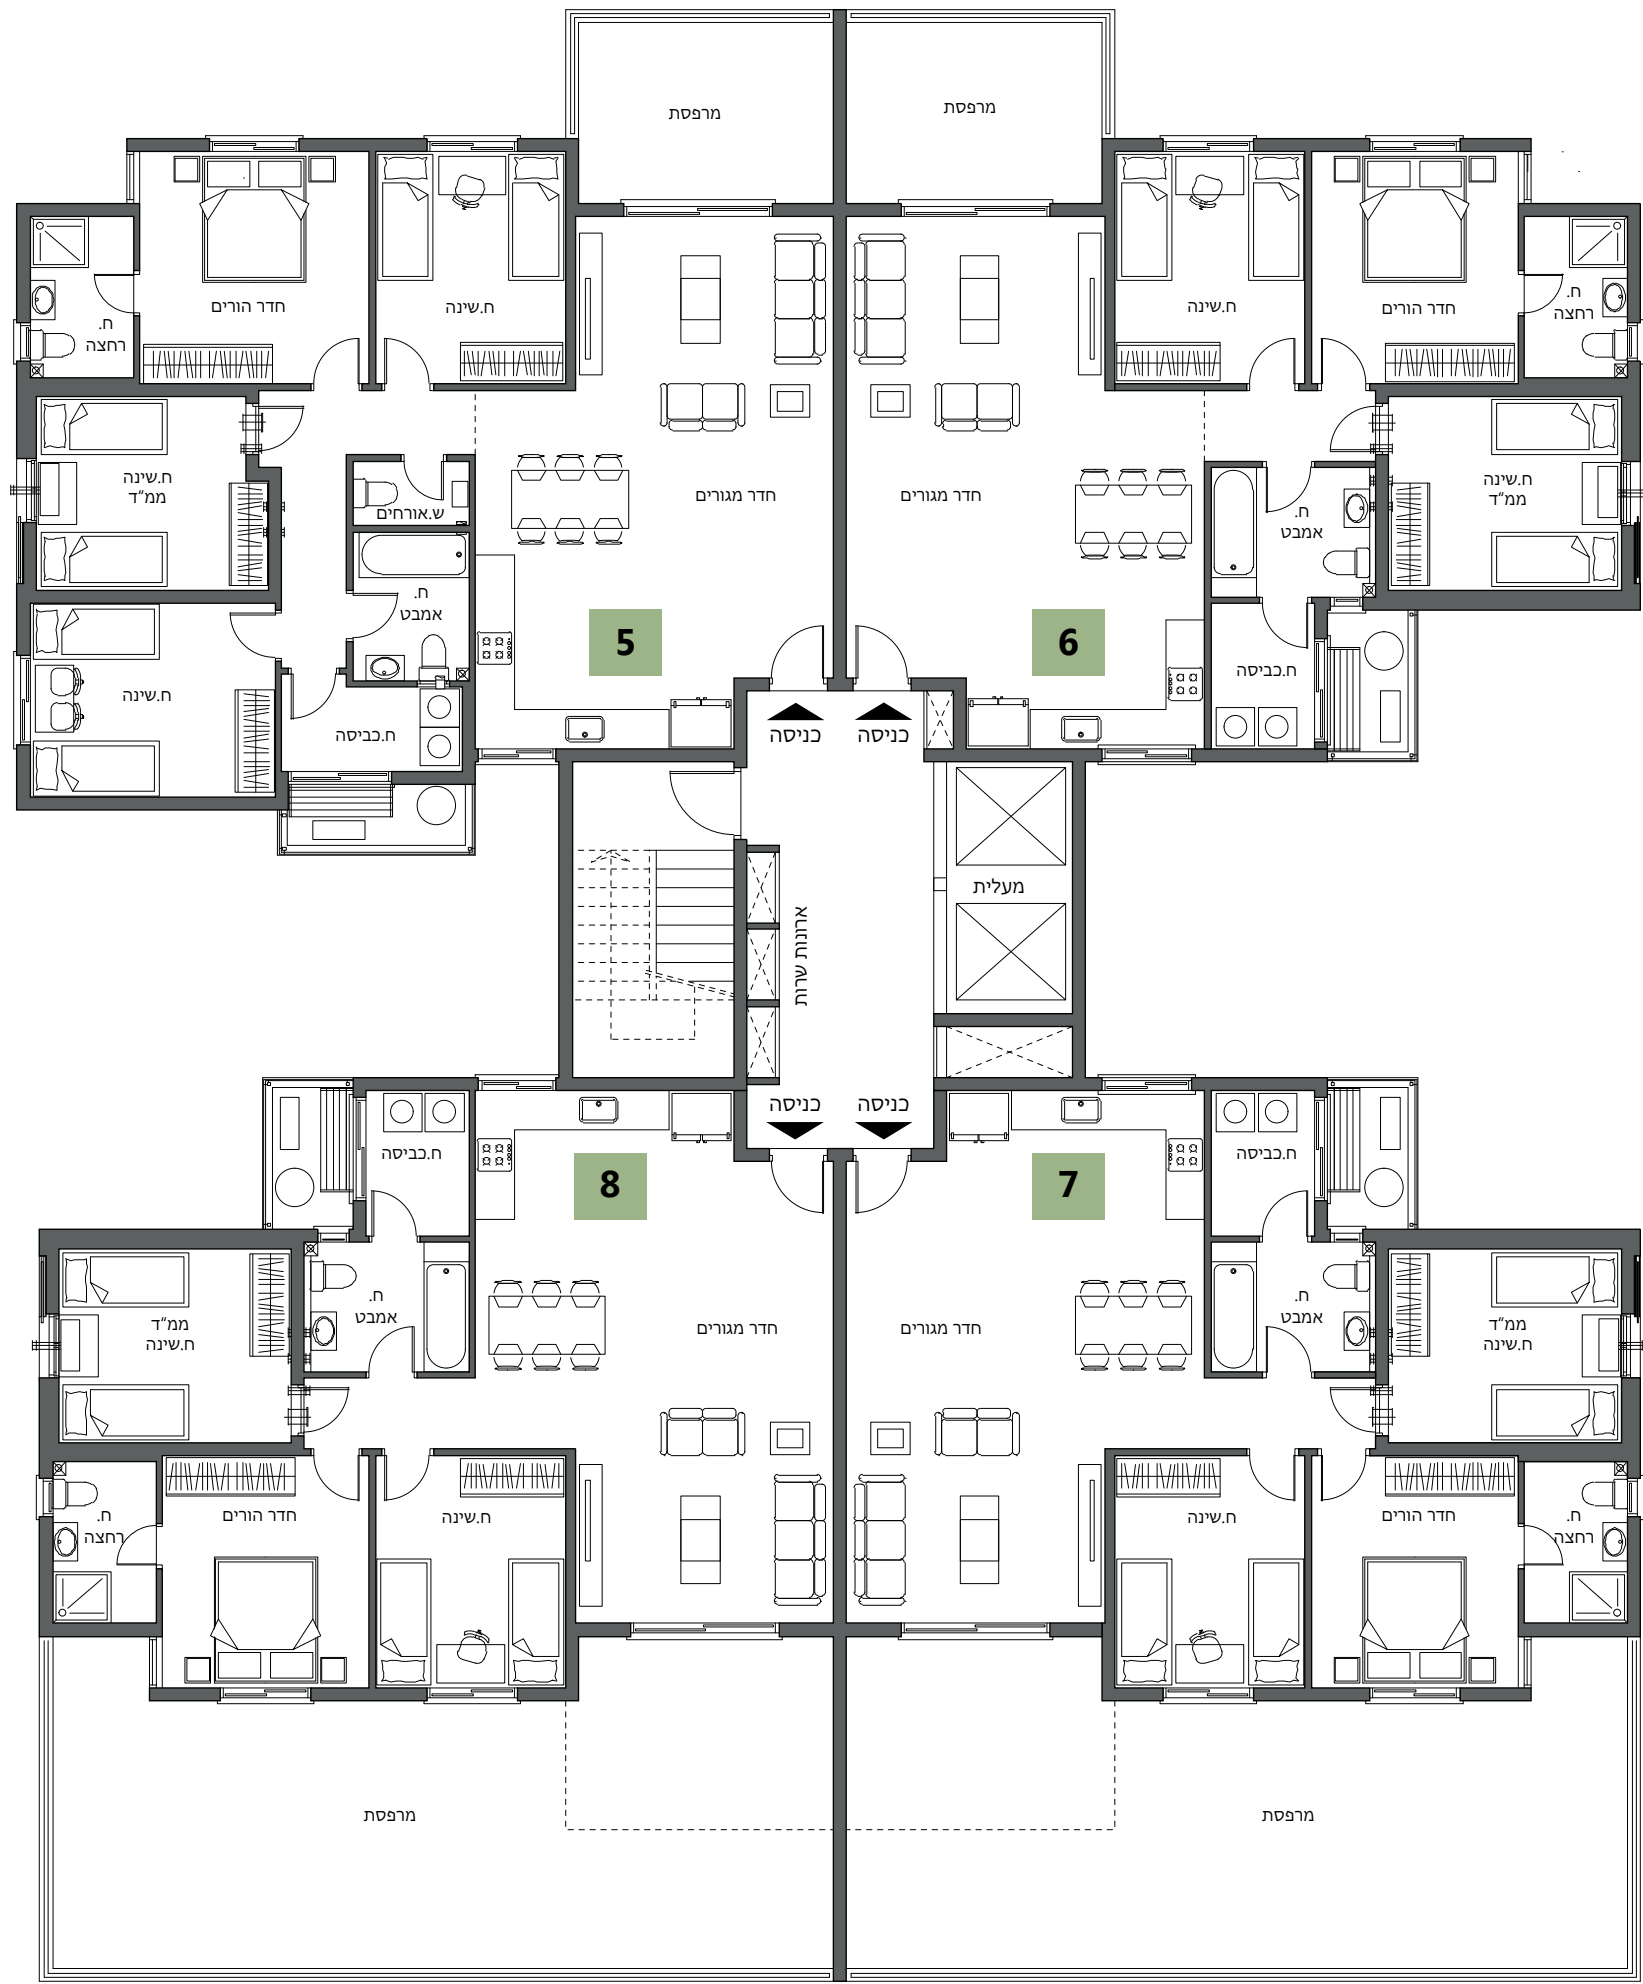 מרפסת
מרפסת
חדר הורים
ח.שינה
ח.שינה
חדר הורים
ח.
רחצה
ח.
רחצה
ח.שינה
ממ"ד
ש.אורחים
חדר מגורים
חדר מגורים
ח.
אמבט
ח.שינה
ממ"ד
ח.
אמבט
5
6
ח.שינה
ח.כביסה
ח.כביסה
כניסה
כניסה
מעלית
ארונות שרות
כניסה
כניסה
ח.כביסה
8
7
ח.כביסה
ממ"ד
ח.שינה
ח.
אמבט
חדר מגורים
חדר מגורים
ח.
אמבט
ממ"ד
ח.שינה
ח.
רחצה
חדר הורים
ח.שינה
ח.שינה
חדר הורים
ח.
רחצה
מרפסת
מרפסת